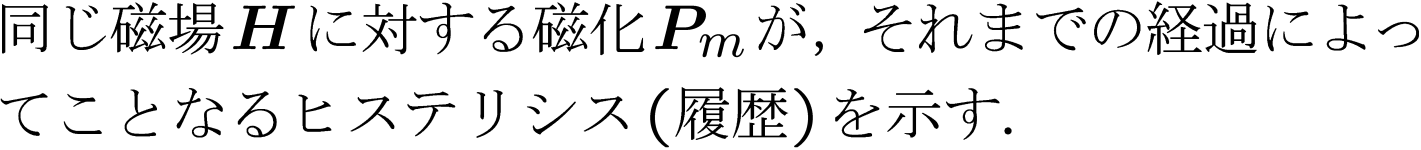 同じ磁場Hに対する磁化P_mが，それまでの経過によっ
てことなるヒステリシス(履歴)を示す.